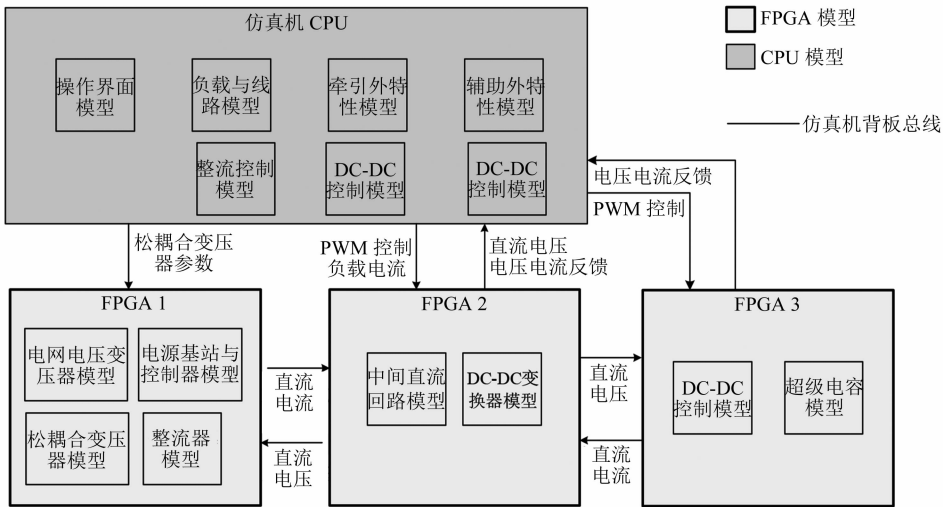 仿真机 CPU
操作界面
模型
负载与线
路模型
牵引外特
性模型
辅助外特
性模型
整流控制
模型
DC-DC
控制模型
DC-DC
控制模型
FPGA 模型
CPU 模型
仿真机背板总线
电压电流反馈
PWM 控制
松耦合变压
器参数
PWM 控制
负载电流
直流电压
电压电流反馈
FPGA 1
电网电压变
压器模型
电源基站与
控制器模型
松耦合变压
器模型
整流器
模型
直流
电流
直流
电压
FPGA 2
中间直流
回路模型
DC-DC变
换器模型
直流
电压
直流
电流
FPGA 3
DC-DC
控制模型
超级电容
模型